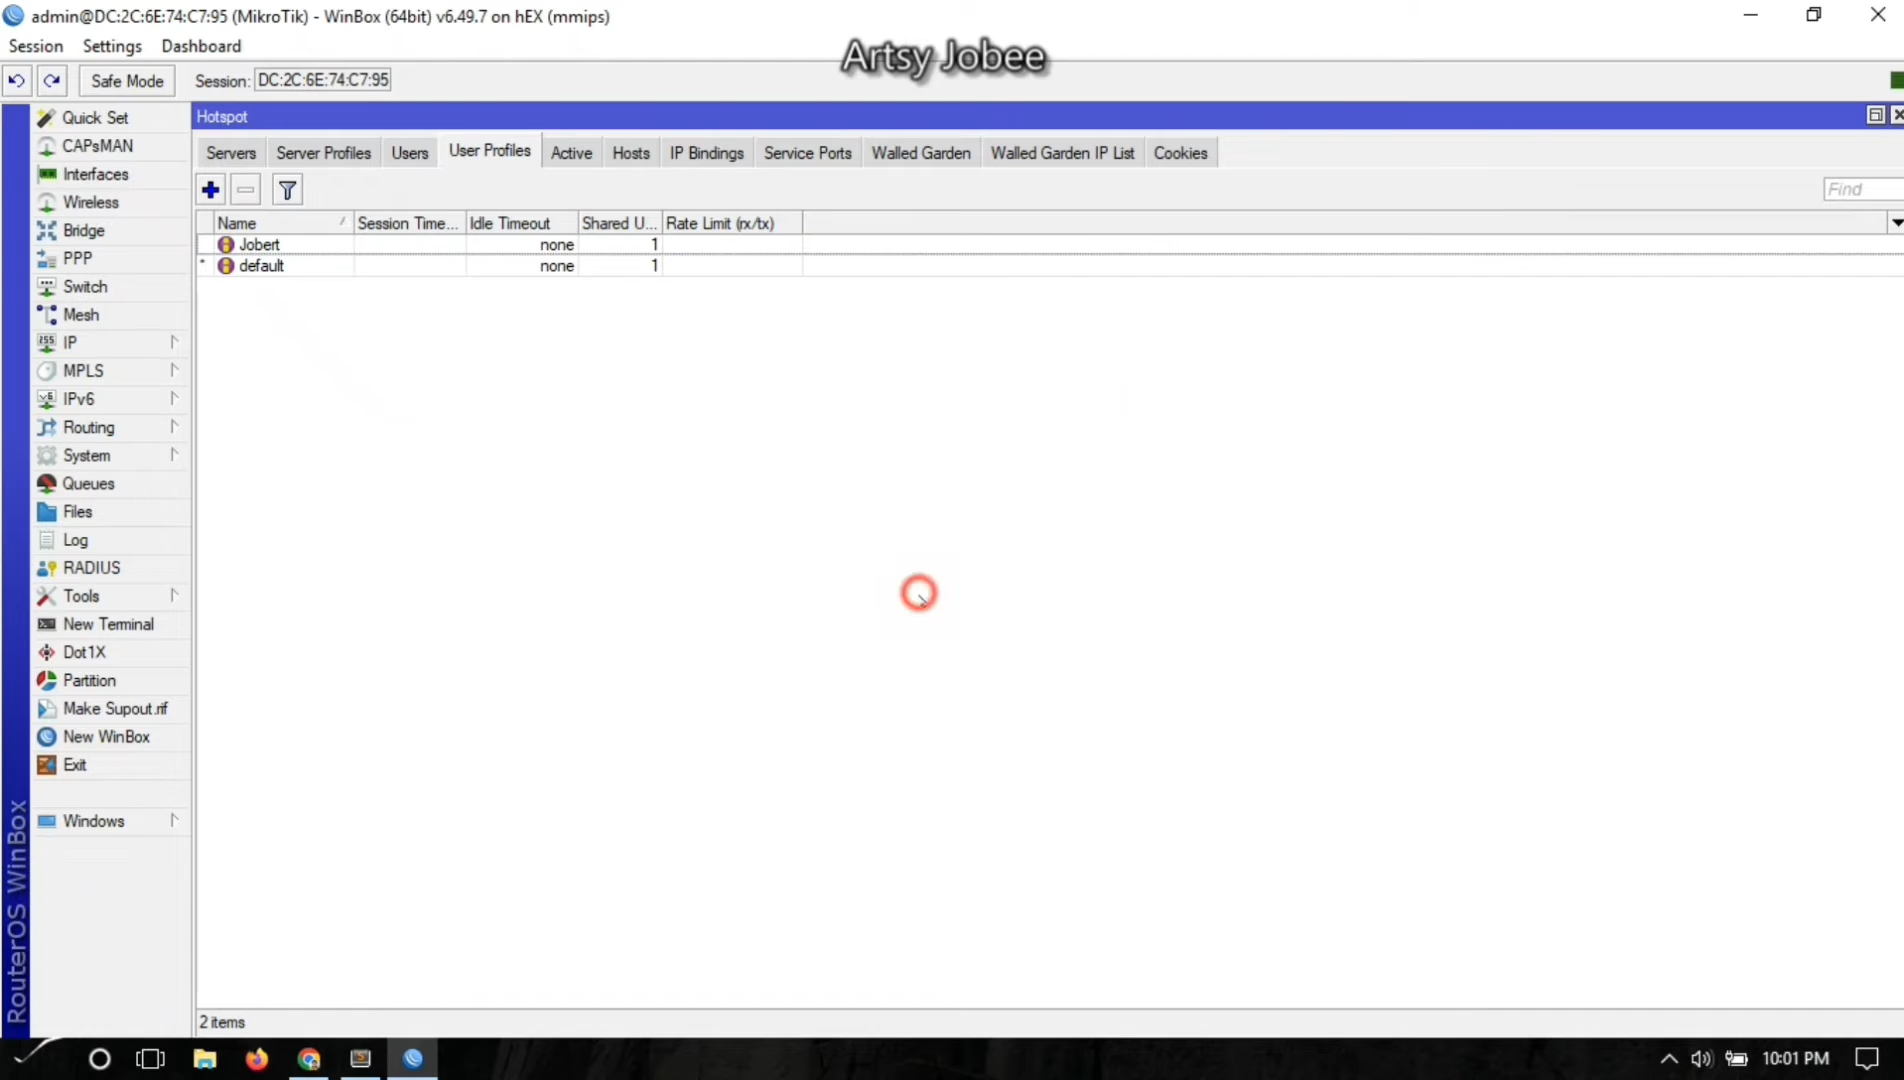 admin@DC:2C:6E:74:C7:95 (MikroTik) - WinBox (64bit) v6.49.7 on hEX (mmips)
Session Settings Dashboard
Artsy Jobee
Safe Mode Session: DC:2C:6E:74:C7:95
Hotspot
Servers Server Profiles Users User Profiles Active Hosts IP Bindings Service Ports Walled Garden Walled Garden IP List Cookies
Find
Name Session Time... Idle Timeout Shared U... Rate Limit (rx/tx)
Jobert none 1
* default none 1
Quick Set
CAPsMAN
Interfaces
Wireless
Bridge
PPP
Switch
Mesh
IP
MPLS
IPv6
Routing
System
Queues
Files
Log
RADIUS
Tools
New Terminal
Dot1X
Partition
Make Supout.rif
New WinBox
Exit
Windows
RouterOS WinBox
2 items
10:01 PM